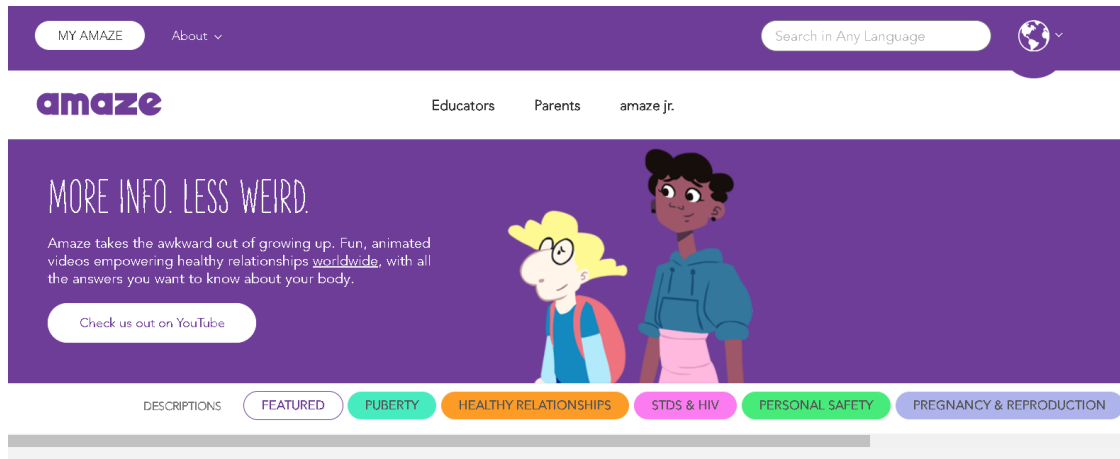 MY AMAZE
About
Search in Any Language
amaze
Educators
Parents
amaze jr.
MORE INFO. LESS WEIRD.
Amaze takes the awkward out of growing up. Fun, animated
videos empowering healthy relationships worldwide, with all
the answers you want to know about your body.
Check us out on YouTube
DESCRIPTIONS
FEATURED
PUBERTY
HEALTHY RELATIONSHIPS
STDS & HIV
PERSONAL SAFETY
PREGNANCY & REPRODUCTION